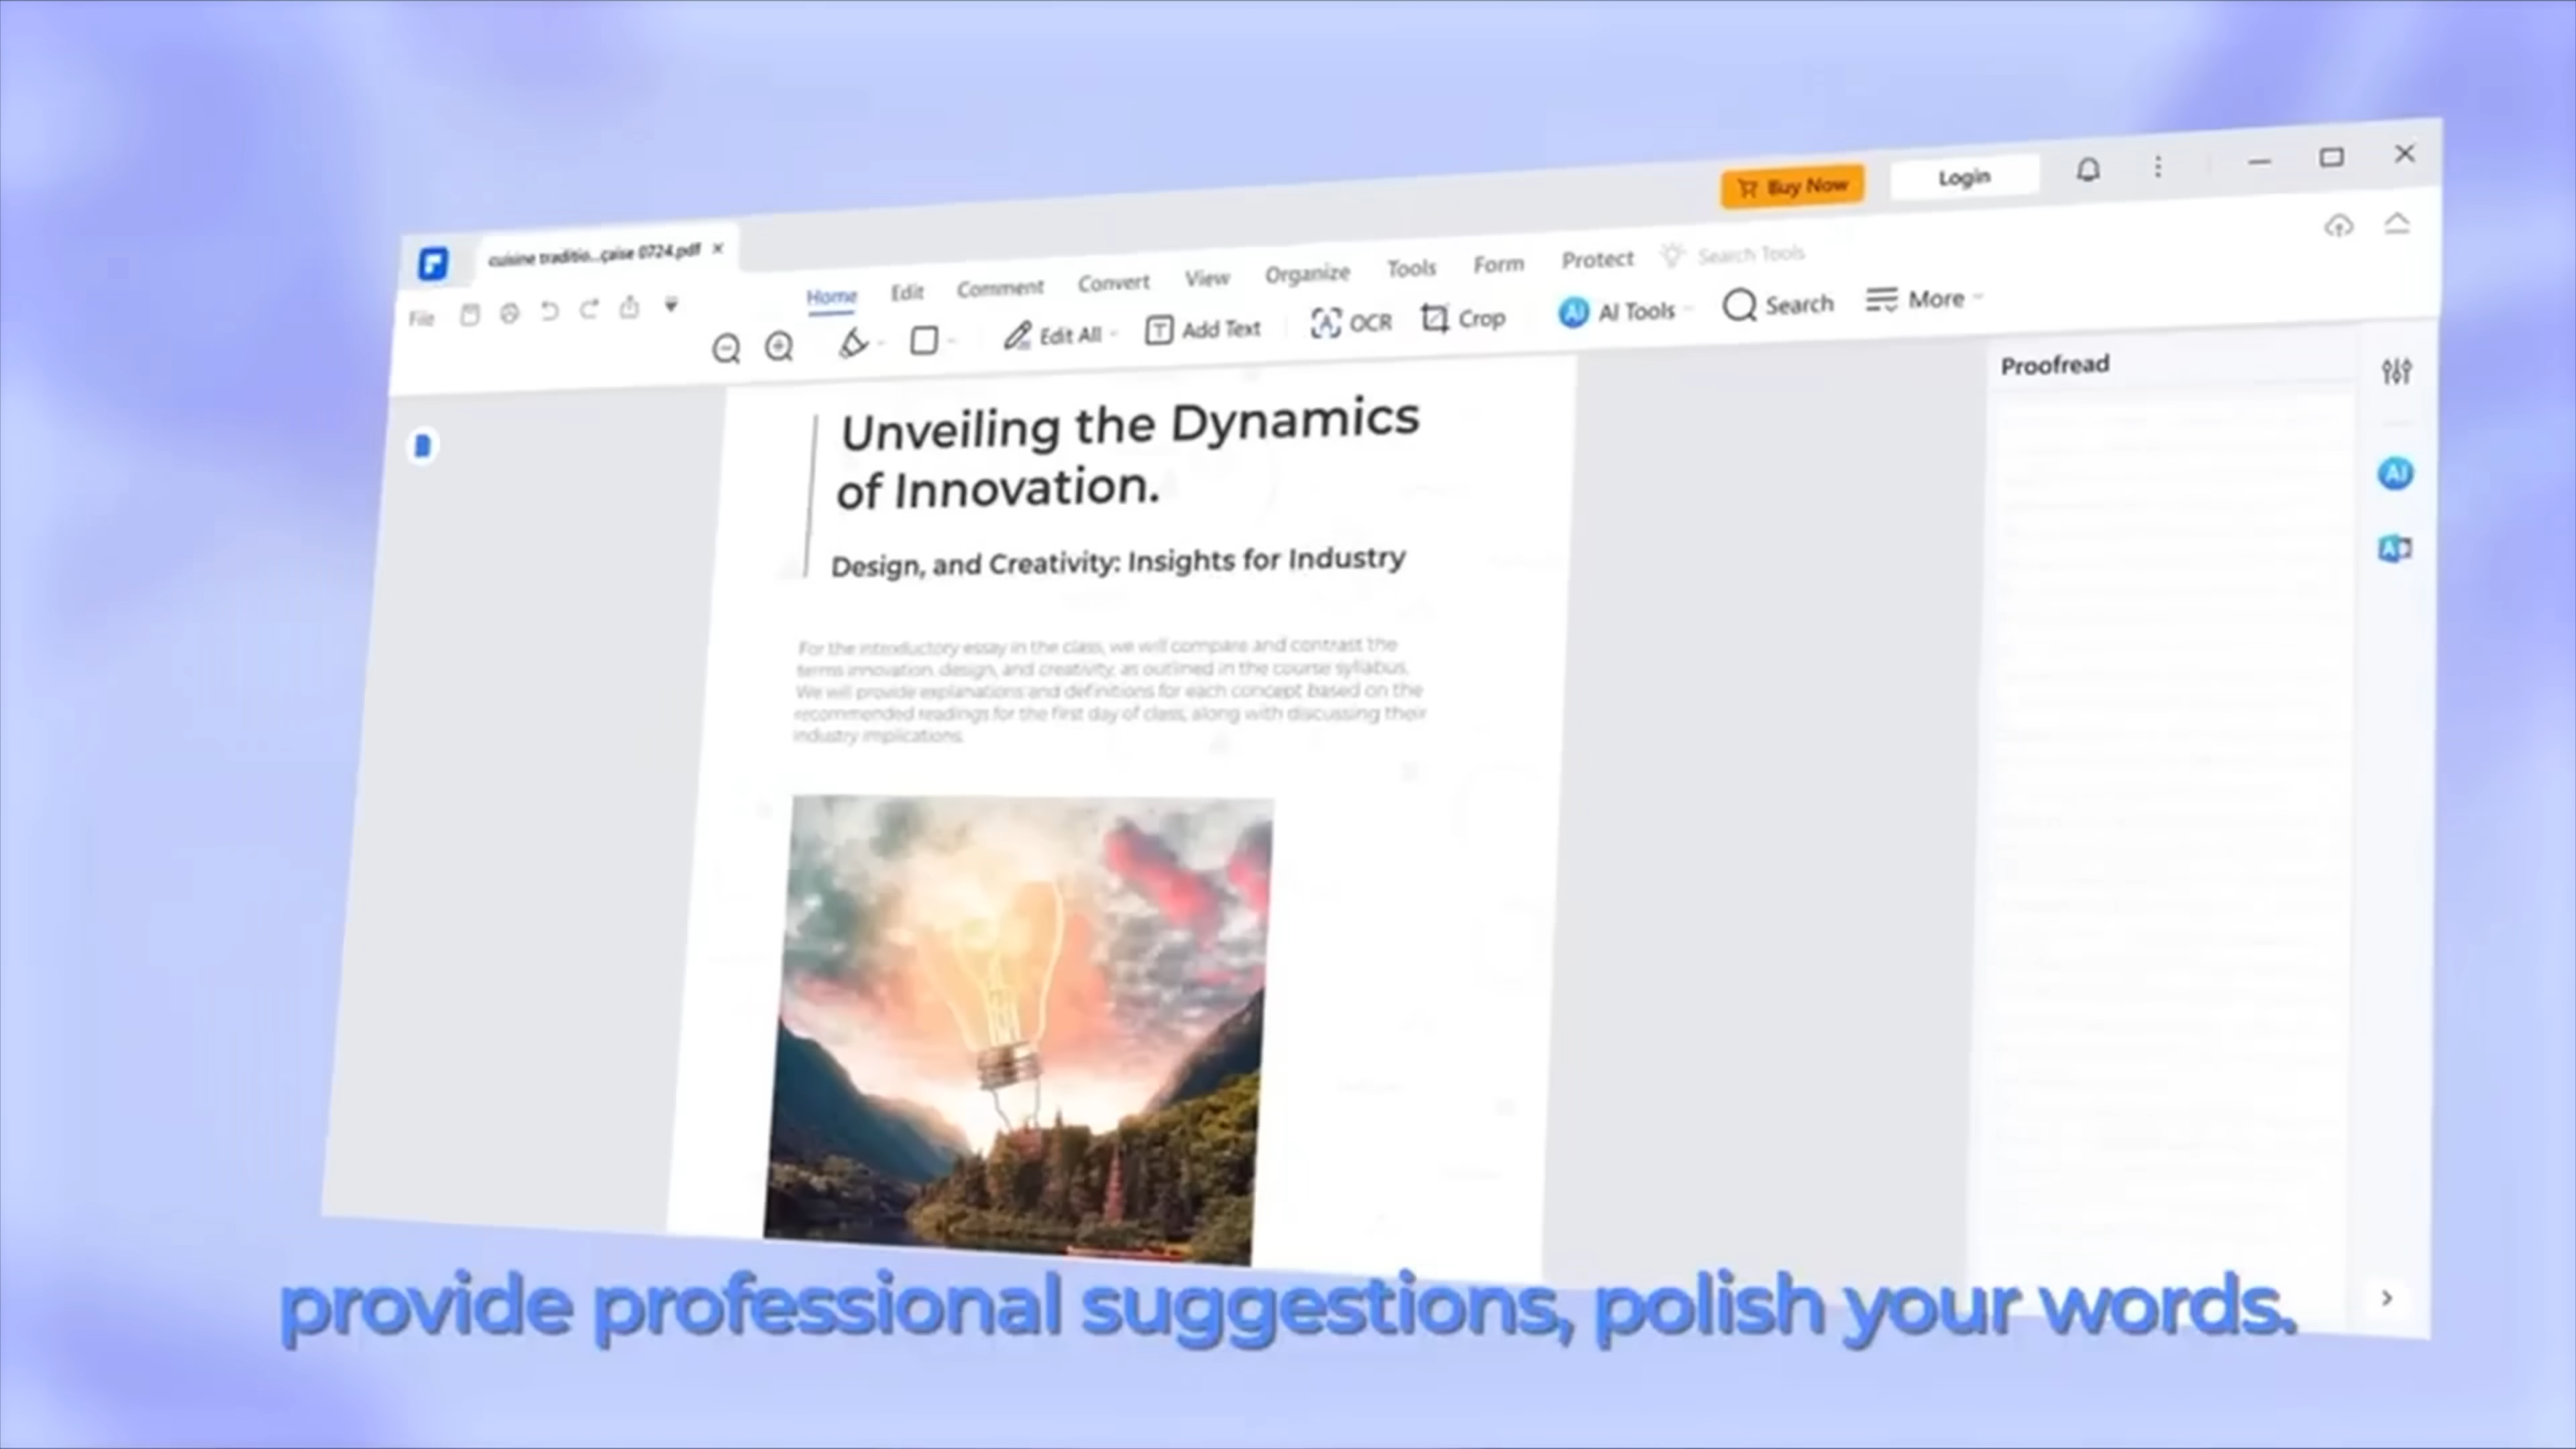 Buy Now
Login
cuisine traditio...çaise 0724.pdf
File
Home Edit Comment Convert View Organize Tools Form Protect Search Tools
Edit All Add Text OCR Crop AI AI Tools Search More
Proofread
AI
Unveiling the Dynamics
of Innovation.
Design, and Creativity: Insights for Industry
For the introductory essay in the class, we will compare and contrast the
terms innovation, design, and creativity, as outlined in the course syllabus.
We will provide explanations and definitions for each concept based on the
recommended readings for the first day of class, along with discussing their
industry implications.
provide professional suggestions, polish your words.